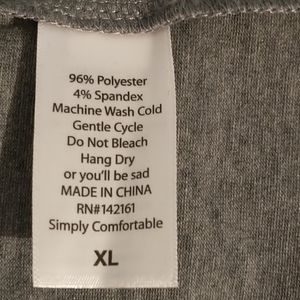 96% Polyester
4% Spandex
Machine Wash Cold
Gentle Cycle
Do Not Bleach
Hang Dry
or you'll be sad
MADE IN CHINA
RN#142161
Simply Comfortable
XL